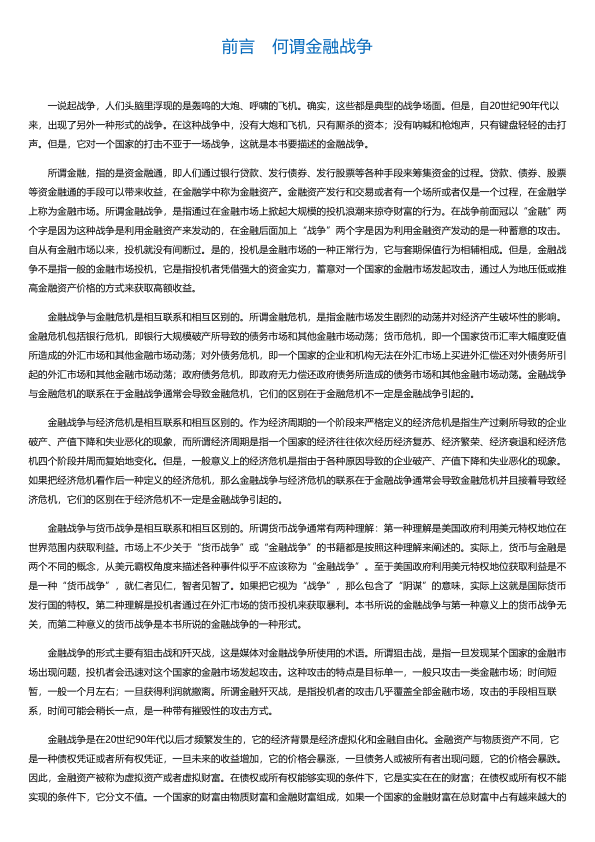 前言　何谓金融战争
一说起战争，人们头脑里浮现的是轰鸣的大炮、呼啸的飞机。确实，这些都是典型的战争场面。但是，自20世纪90年代以
来，出现了另外一种形式的战争。在这种战争中，没有大炮和飞机，只有厮杀的资本；没有呐喊和枪炮声，只有键盘轻轻的击打
声。但是，它对一个国家的打击不亚于一场战争，这就是本书要描述的金融战争。
所谓金融，指的是资金融通，即人们通过银行贷款、发行债券、发行股票等各种手段来筹集资金的过程。贷款、债券、股票
等资金融通的手段可以带来收益，在金融学中称为金融资产。金融资产发行和交易或者有一个场所或者仅是一个过程，在金融学
上称为金融市场。所谓金融战争，是指通过在金融市场上掀起大规模的投机浪潮来掠夺财富的行为。在战争前面冠以“金融”两
个字是因为这种战争是利用金融资产来发动的，在金融后面加上“战争”两个字是因为利用金融资产发动的是一种蓄意的攻击。
自从有金融市场以来，投机就没有间断过。是的，投机是金融市场的一种正常行为，它与套期保值行为相辅相成。但是，金融战
争不是指一般的金融市场投机，它是指投机者凭借强大的资金实力，蓄意对一个国家的金融市场发起攻击，通过人为地压低或推
高金融资产价格的方式来获取高额收益。
金融战争与金融危机是相互联系和相互区别的。所谓金融危机，是指金融市场发生剧烈的动荡并对经济产生破坏性的影响。
金融危机包括银行危机，即银行大规模破产所导致的债务市场和其他金融市场动荡；货币危机，即一个国家货币汇率大幅度贬值
所造成的外汇市场和其他金融市场动荡；对外债务危机，即一个国家的企业和机构无法在外汇市场上买进外汇偿还对外债务所引
起的外汇市场和其他金融市场动荡；政府债务危机，即政府无力偿还政府债务所造成的债务市场和其他金融市场动荡。金融战争
与金融危机的联系在于金融战争通常会导致金融危机，它们的区别在于金融危机不一定是金融战争引起的。
金融战争与经济危机是相互联系和相互区别的。作为经济周期的一个阶段来严格定义的经济危机是指生产过剩所导致的企业
破产、产值下降和失业恶化的现象，而所谓经济周期是指一个国家的经济往往依次经历经济复苏、经济繁荣、经济衰退和经济危
机四个阶段并周而复始地变化。但是，一般意义上的经济危机是指由于各种原因导致的企业破产、产值下降和失业恶化的现象。
如果把经济危机看作后一种定义的经济危机，那么金融战争与经济危机的联系在于金融战争通常会导致金融危机并且接着导致经
济危机，它们的区别在于经济危机不一定是金融战争引起的。
金融战争与货币战争是相互联系和相互区别的。所谓货币战争通常有两种理解：第一种理解是美国政府利用美元特权地位在
世界范围内获取利益。市场上不少关于“货币战争”或“金融战争”的书籍都是按照这种理解来阐述的。实际上，货币与金融是
两个不同的概念，从美元霸权角度来描述各种事件似乎不应该称为“金融战争”。至于美国政府利用美元特权地位获取利益是不
是一种“货币战争”，就仁者见仁，智者见智了。如果把它视为“战争”，那么包含了“阴谋”的意味，实际上这就是国际货币
发行国的特权。第二种理解是投机者通过在外汇市场的货币投机来获取暴利。本书所说的金融战争与第一种意义上的货币战争无
关，而第二种意义的货币战争是本书所说的金融战争的一种形式。
金融战争的形式主要有狙击战和歼灭战，这是媒体对金融战争所使用的术语。所谓狙击战，是指一旦发现某个国家的金融市
场出现问题，投机者会迅速对这个国家的金融市场发起攻击。这种攻击的特点是目标单一，一般只攻击一类金融市场；时间短
暂，一般一个月左右；一旦获得利润就撤离。所谓金融歼灭战，是指投机者的攻击几乎覆盖全部金融市场，攻击的手段相互联
系，时间可能会稍长一点，是一种带有摧毁性的攻击方式。
金融战争是在20世纪90年代以后才频繁发生的，它的经济背景是经济虚拟化和金融自由化。金融资产与物质资产不同，它
是一种债权凭证或者所有权凭证，一旦未来的收益增加，它的价格会暴涨，一旦债务人或被所有者出现问题，它的价格会暴跌。
因此，金融资产被称为虚拟资产或者虚拟财富。在债权或所有权能够实现的条件下，它是实实在在的财富；在债权或所有权不能
实现的条件下，它分文不值。一个国家的财富由物质财富和金融财富组成，如果一个国家的金融财富在总财富中占有越来越大的